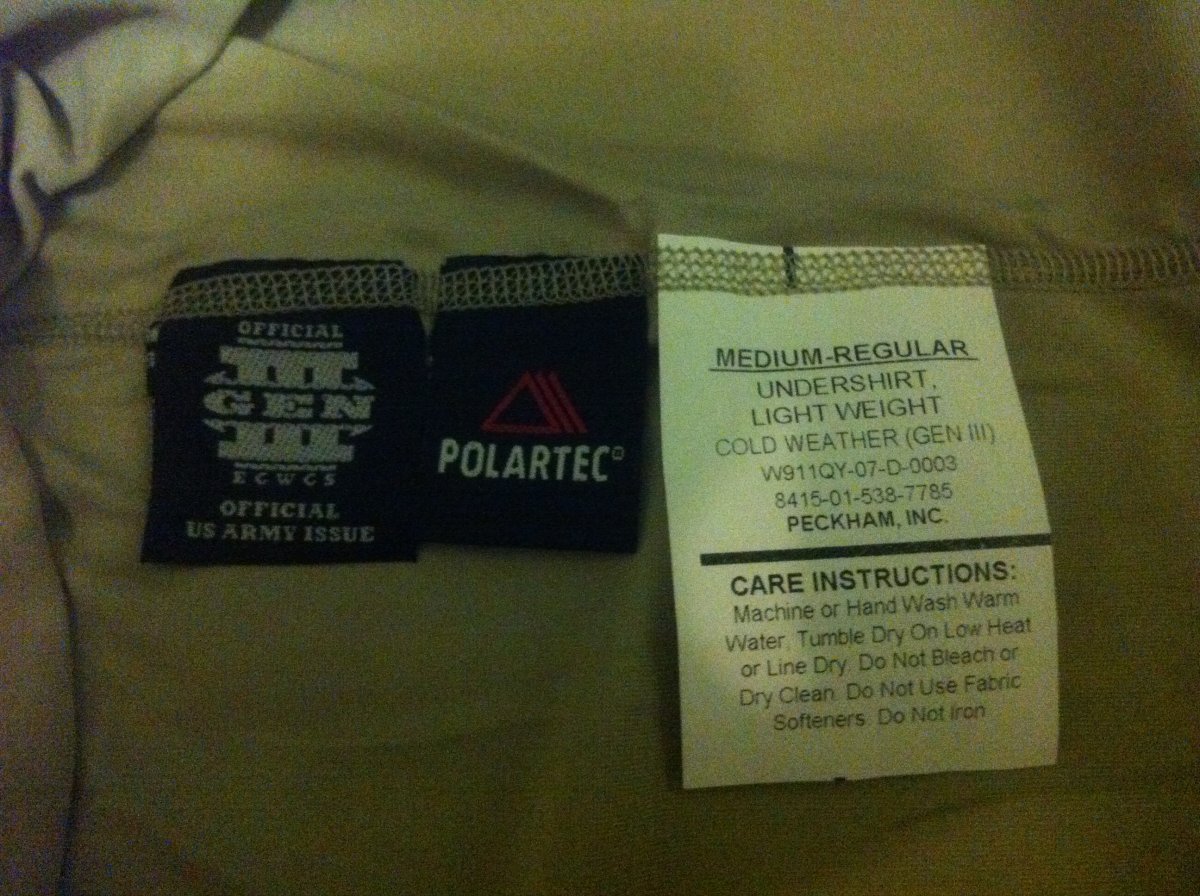 OFFICIAL
III
GEN
III
ECWCS
OFFICIAL
US ARMY ISSUE
POLARTEC®
MEDIUM-REGULAR
UNDERSHIRT,
LIGHT WEIGHT
COLD WEATHER (GEN III)
W911QY-07-D-0003
8415-01-538-7785
PECKHAM, INC.
CARE INSTRUCTIONS:
Machine or Hand Wash Warm
Water. Tumble Dry On Low Heat
or Line Dry. Do Not Bleach or
Dry Clean. Do Not Use Fabric
Softeners. Do Not Iron